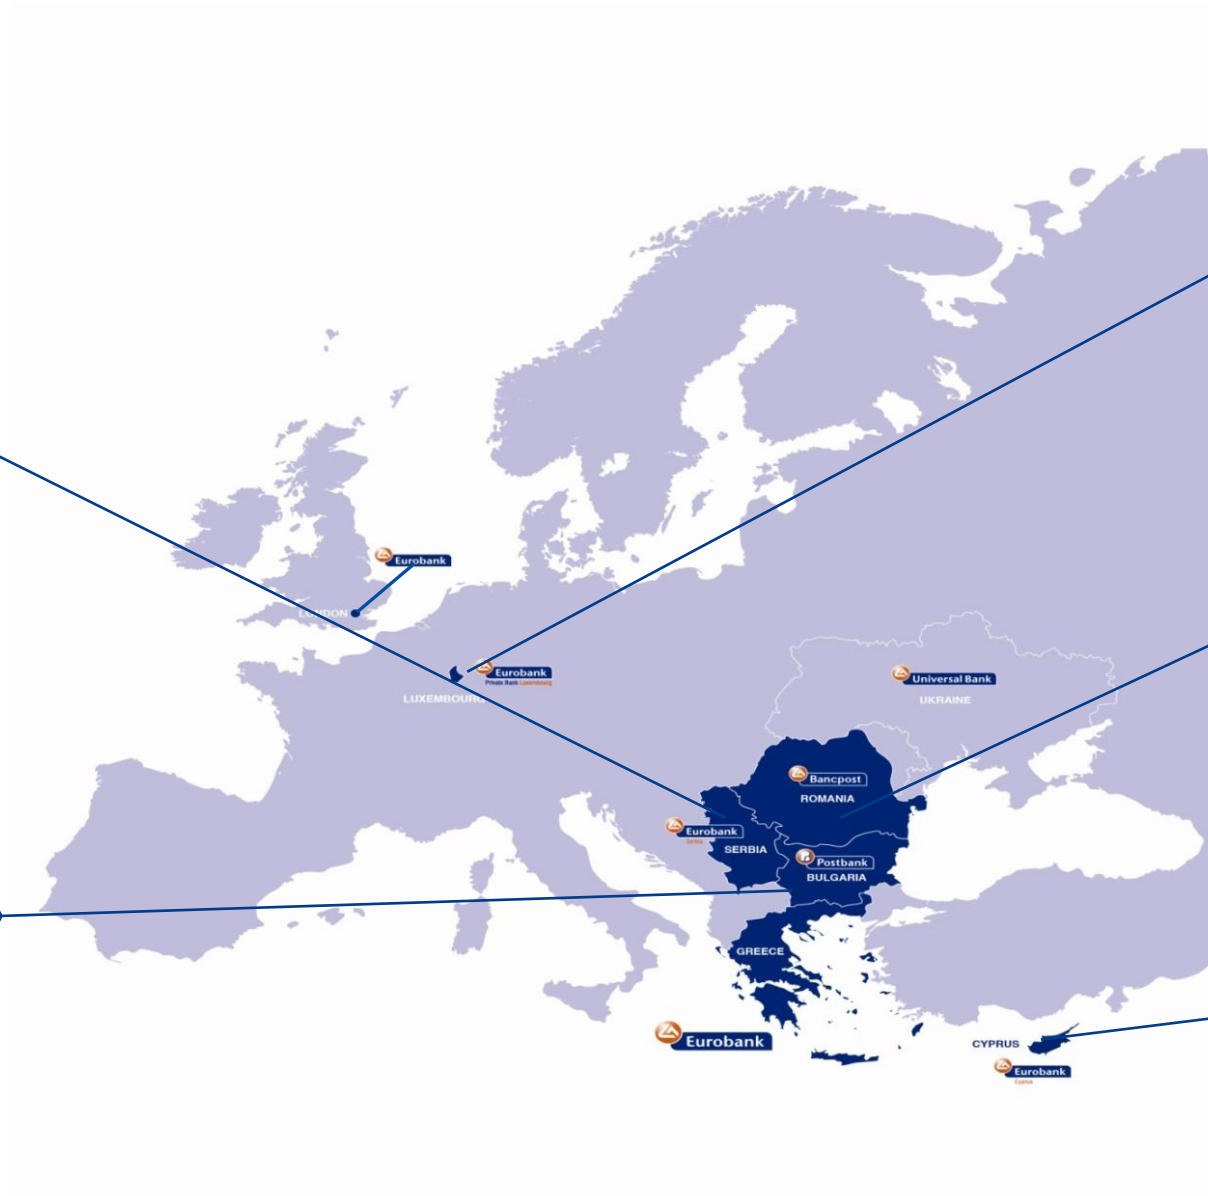 Eurobank
LONDON
Eurobank
Private Bank Luxembourg
LUXEMBOURG
Universal Bank
UKRAINE
Bancpost
ROMANIA
Eurobank
Serbia
SERBIA
Postbank
BULGARIA
GREECE
Eurobank
CYPRUS
Eurobank
Cyprus